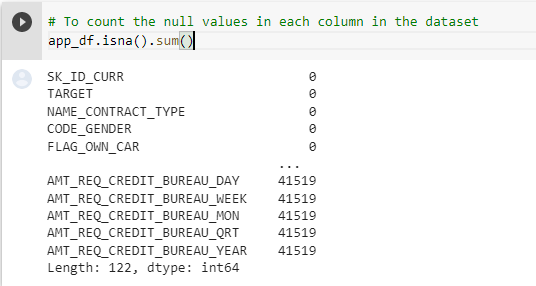 # To count the null values in each column in the dataset
app_df.isna().sum()
SK_ID_CURR 0
TARGET 0
NAME_CONTRACT_TYPE 0
CODE_GENDER 0
FLAG_OWN_CAR 0
...
AMT_REQ_CREDIT_BUREAU_DAY 41519
AMT_REQ_CREDIT_BUREAU_WEEK 41519
AMT_REQ_CREDIT_BUREAU_MON 41519
AMT_REQ_CREDIT_BUREAU_QRT 41519
AMT_REQ_CREDIT_BUREAU_YEAR 41519
Length: 122, dtype: int64